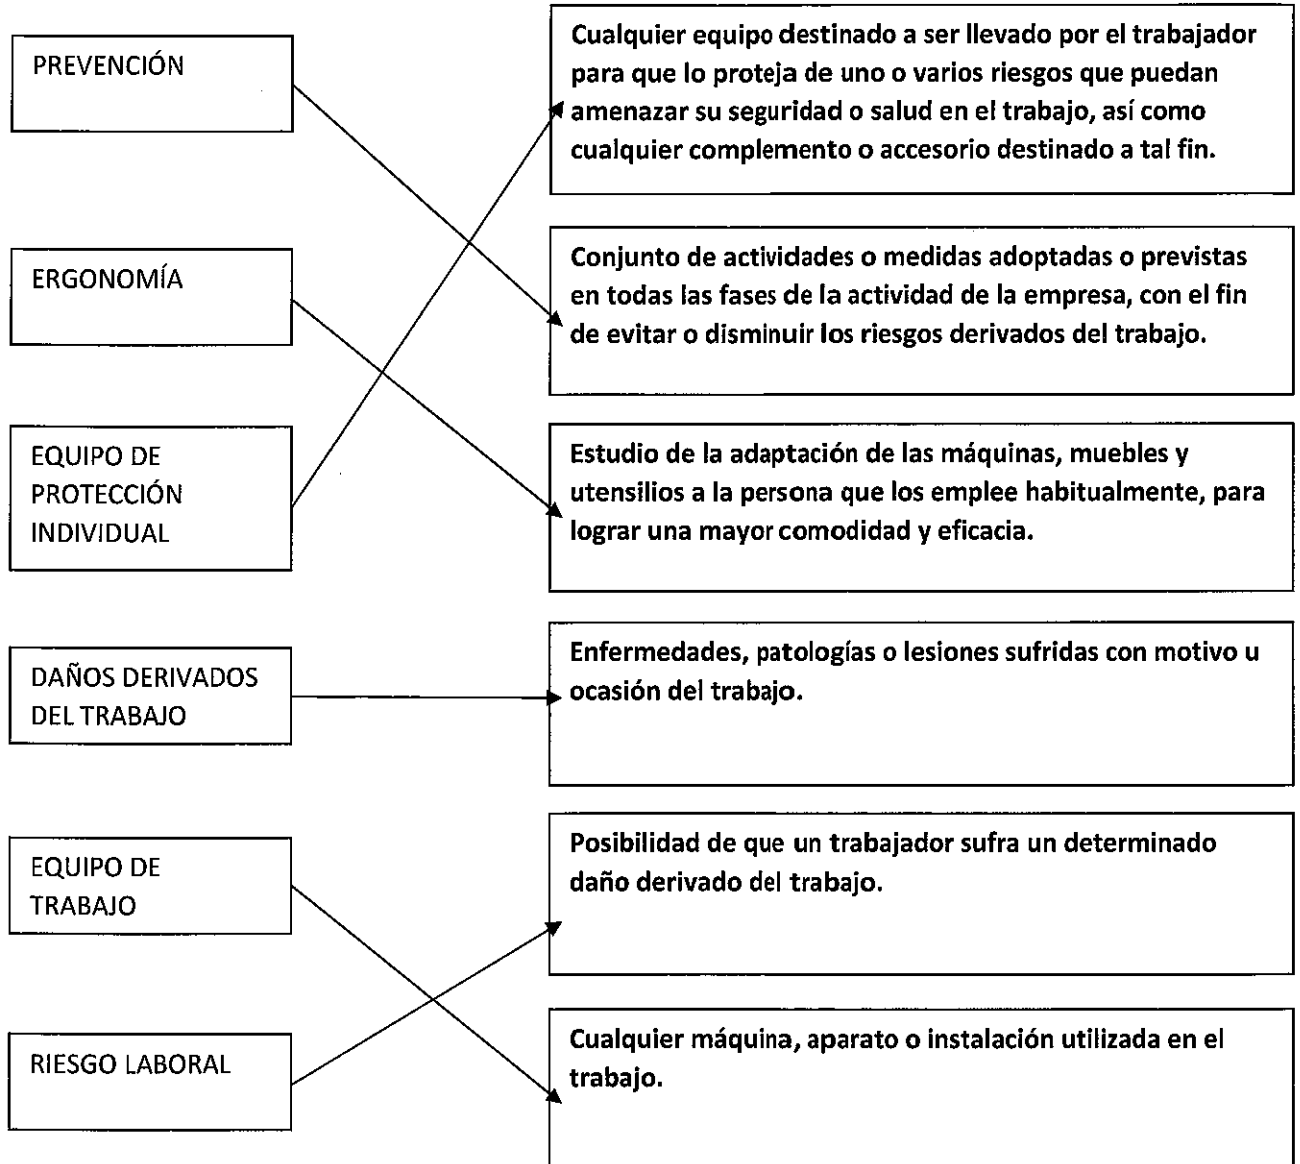 PREVENCIÓN
Cualquier equipo destinado a ser llevado por el trabajador
para que lo proteja de uno o varios riesgos que puedan
amenazar su seguridad o salud en el trabajo, así como
cualquier complemento o accesorio destinado a tal fin.
ERGONOMÍA
Conjunto de actividades o medidas adoptadas o previstas
en todas las fases de la actividad de la empresa, con el fin
de evitar o disminuir los riesgos derivados del trabajo.
EQUIPO DE
PROTECCIÓN
INDIVIDUAL
Estudio de la adaptación de las máquinas, muebles y
utensilios a la persona que los emplee habitualmente, para
lograr una mayor comodidad y eficacia.
DAÑOS DERIVADOS
DEL TRABAJO
Enfermedades, patologías o lesiones sufridas con motivo u
ocasión del trabajo.
EQUIPO DE
TRABAJO
Posibilidad de que un trabajador sufra un determinado
daño derivado del trabajo.
RIESGO LABORAL
Cualquier máquina, aparato o instalación utilizada en el
trabajo.